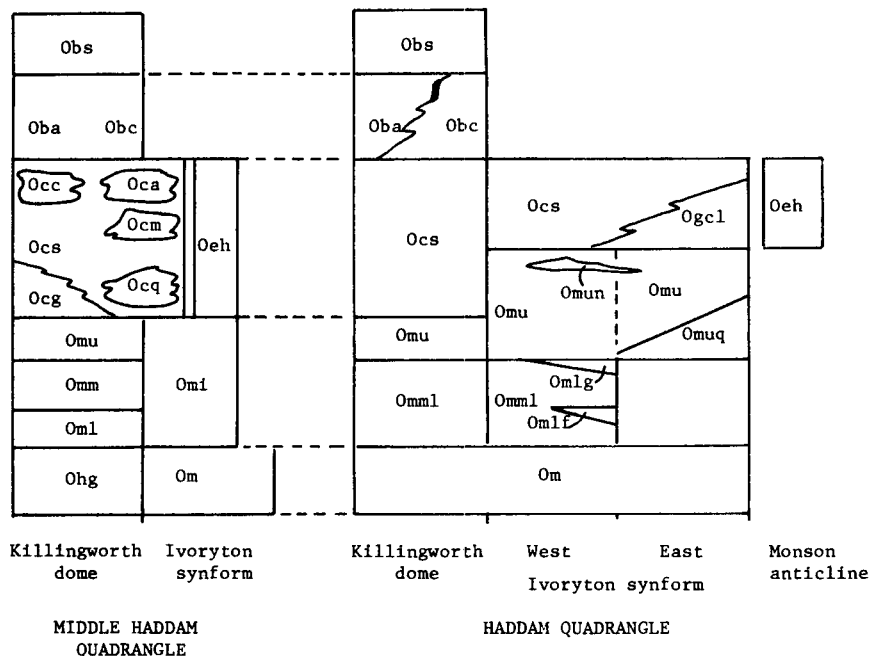 Obs
Obs
Oba Obc
Oba Obc
Occ Oca
Ocm
Ocs Oeh
Ocg Ocq
Ocs
Ocs Ogcl
Oeh
Omun
Omu Omu
Omuq
Omu
Omu
Omm Omi
Oml
Omml
Omml
Omlg
Omlf
Ohg Om
Om
Killingworth dome
Ivoryton synform
Killingworth dome
West East
Ivoryton synform
Monson anticline
MIDDLE HADDAM
QUADRANGLE
HADDAM QUADRANGLE